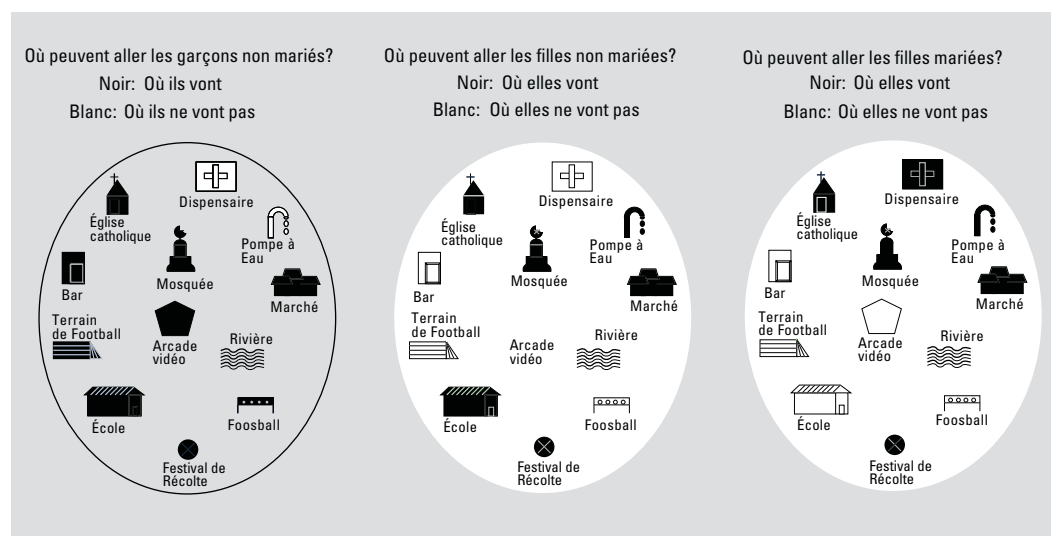 Où peuvent aller les garçons non mariés?
Noir: Où ils vont
Blanc: Où ils ne vont pas
Église
catholique
Dispensaire
Pompe à
Eau
Bar
Mosquée
Marché
Terrain
de Football
Arcade
vidéo
Rivière
École
Foosball
Festival de
Récolte
Où peuvent aller les filles non mariées?
Noir: Où elles vont
Blanc: Où elles ne vont pas
Église
catholique
Dispensaire
Pompe à
Eau
Bar
Mosquée
Marché
Terrain
de Football
Arcade
vidéo
Rivière
École
Foosball
Festival de
Récolte
Où peuvent aller les filles mariées?
Noir: Où elles vont
Blanc: Où elles ne vont pas
Église
catholique
Dispensaire
Pompe à
Eau
Bar
Mosquée
Marché
Terrain
de Football
Arcade
vidéo
Rivière
École
Foosball
Festival de
Récolte